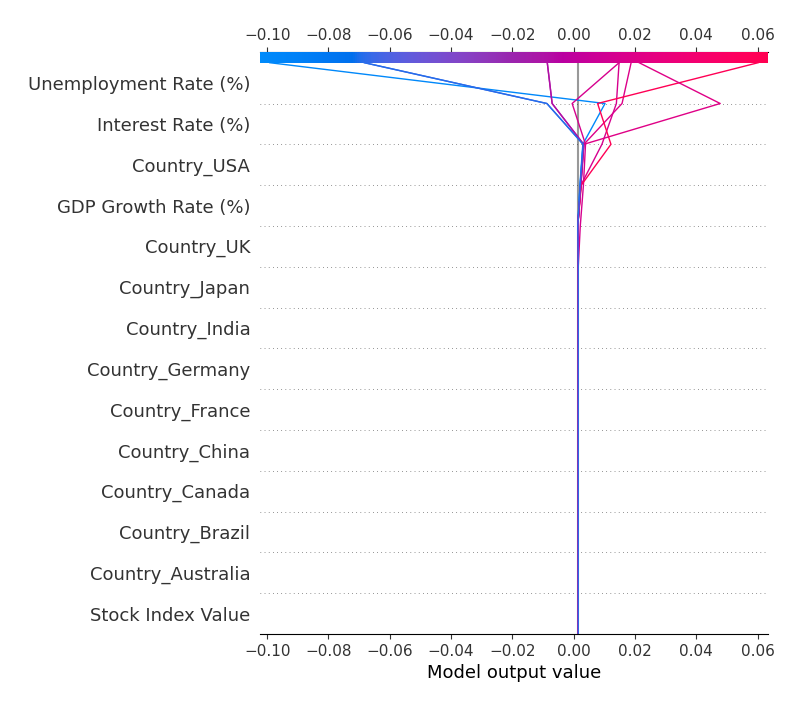 −0.10 −0.08 −0.06 −0.04 −0.02 0.00 0.02 0.04 0.06
Unemployment Rate (%)
Interest Rate (%)
Country_USA
GDP Growth Rate (%)
Country_UK
Country_Japan
Country_India
Country_Germany
Country_France
Country_China
Country_Canada
Country_Brazil
Country_Australia
Stock Index Value
−0.10 −0.08 −0.06 −0.04 −0.02 0.00 0.02 0.04 0.06
Model output value